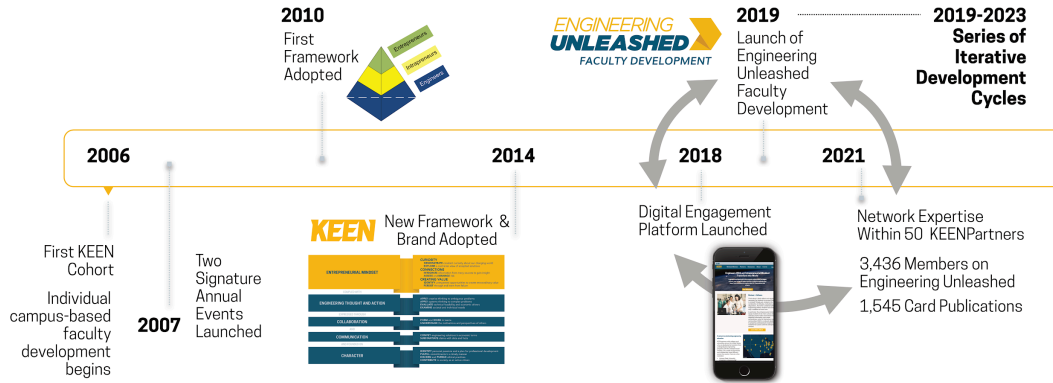 2010
First
Framework
Adopted
Entrepreneurs
Intrapreneurs
Engineers
ENGINEERING
UNLEASHED
FACULTY DEVELOPMENT
2019
Launch of
Engineering
Unleashed
Faculty
Development
2019-2023
Series of
Iterative
Development
Cycles
2006
2014
2018
2021
First KEEN
Cohort
Individual
campus-based
faculty
development
begins
2007
Two
Signature
Annual
Events
Launched
KEEN
New Framework &
Brand Adopted
ENTREPRENEURIAL MINDSET
CURIOSITY
CONNECTIONS
CREATING VALUE
ENGINEERING THOUGHT AND ACTION
COLLABORATION
COMMUNICATION
CHARACTER
Digital Engagement
Platform Launched
Network Expertise
Within 50 KEENPartners
3,436 Members on
Engineering Unleashed
1,545 Card Publications